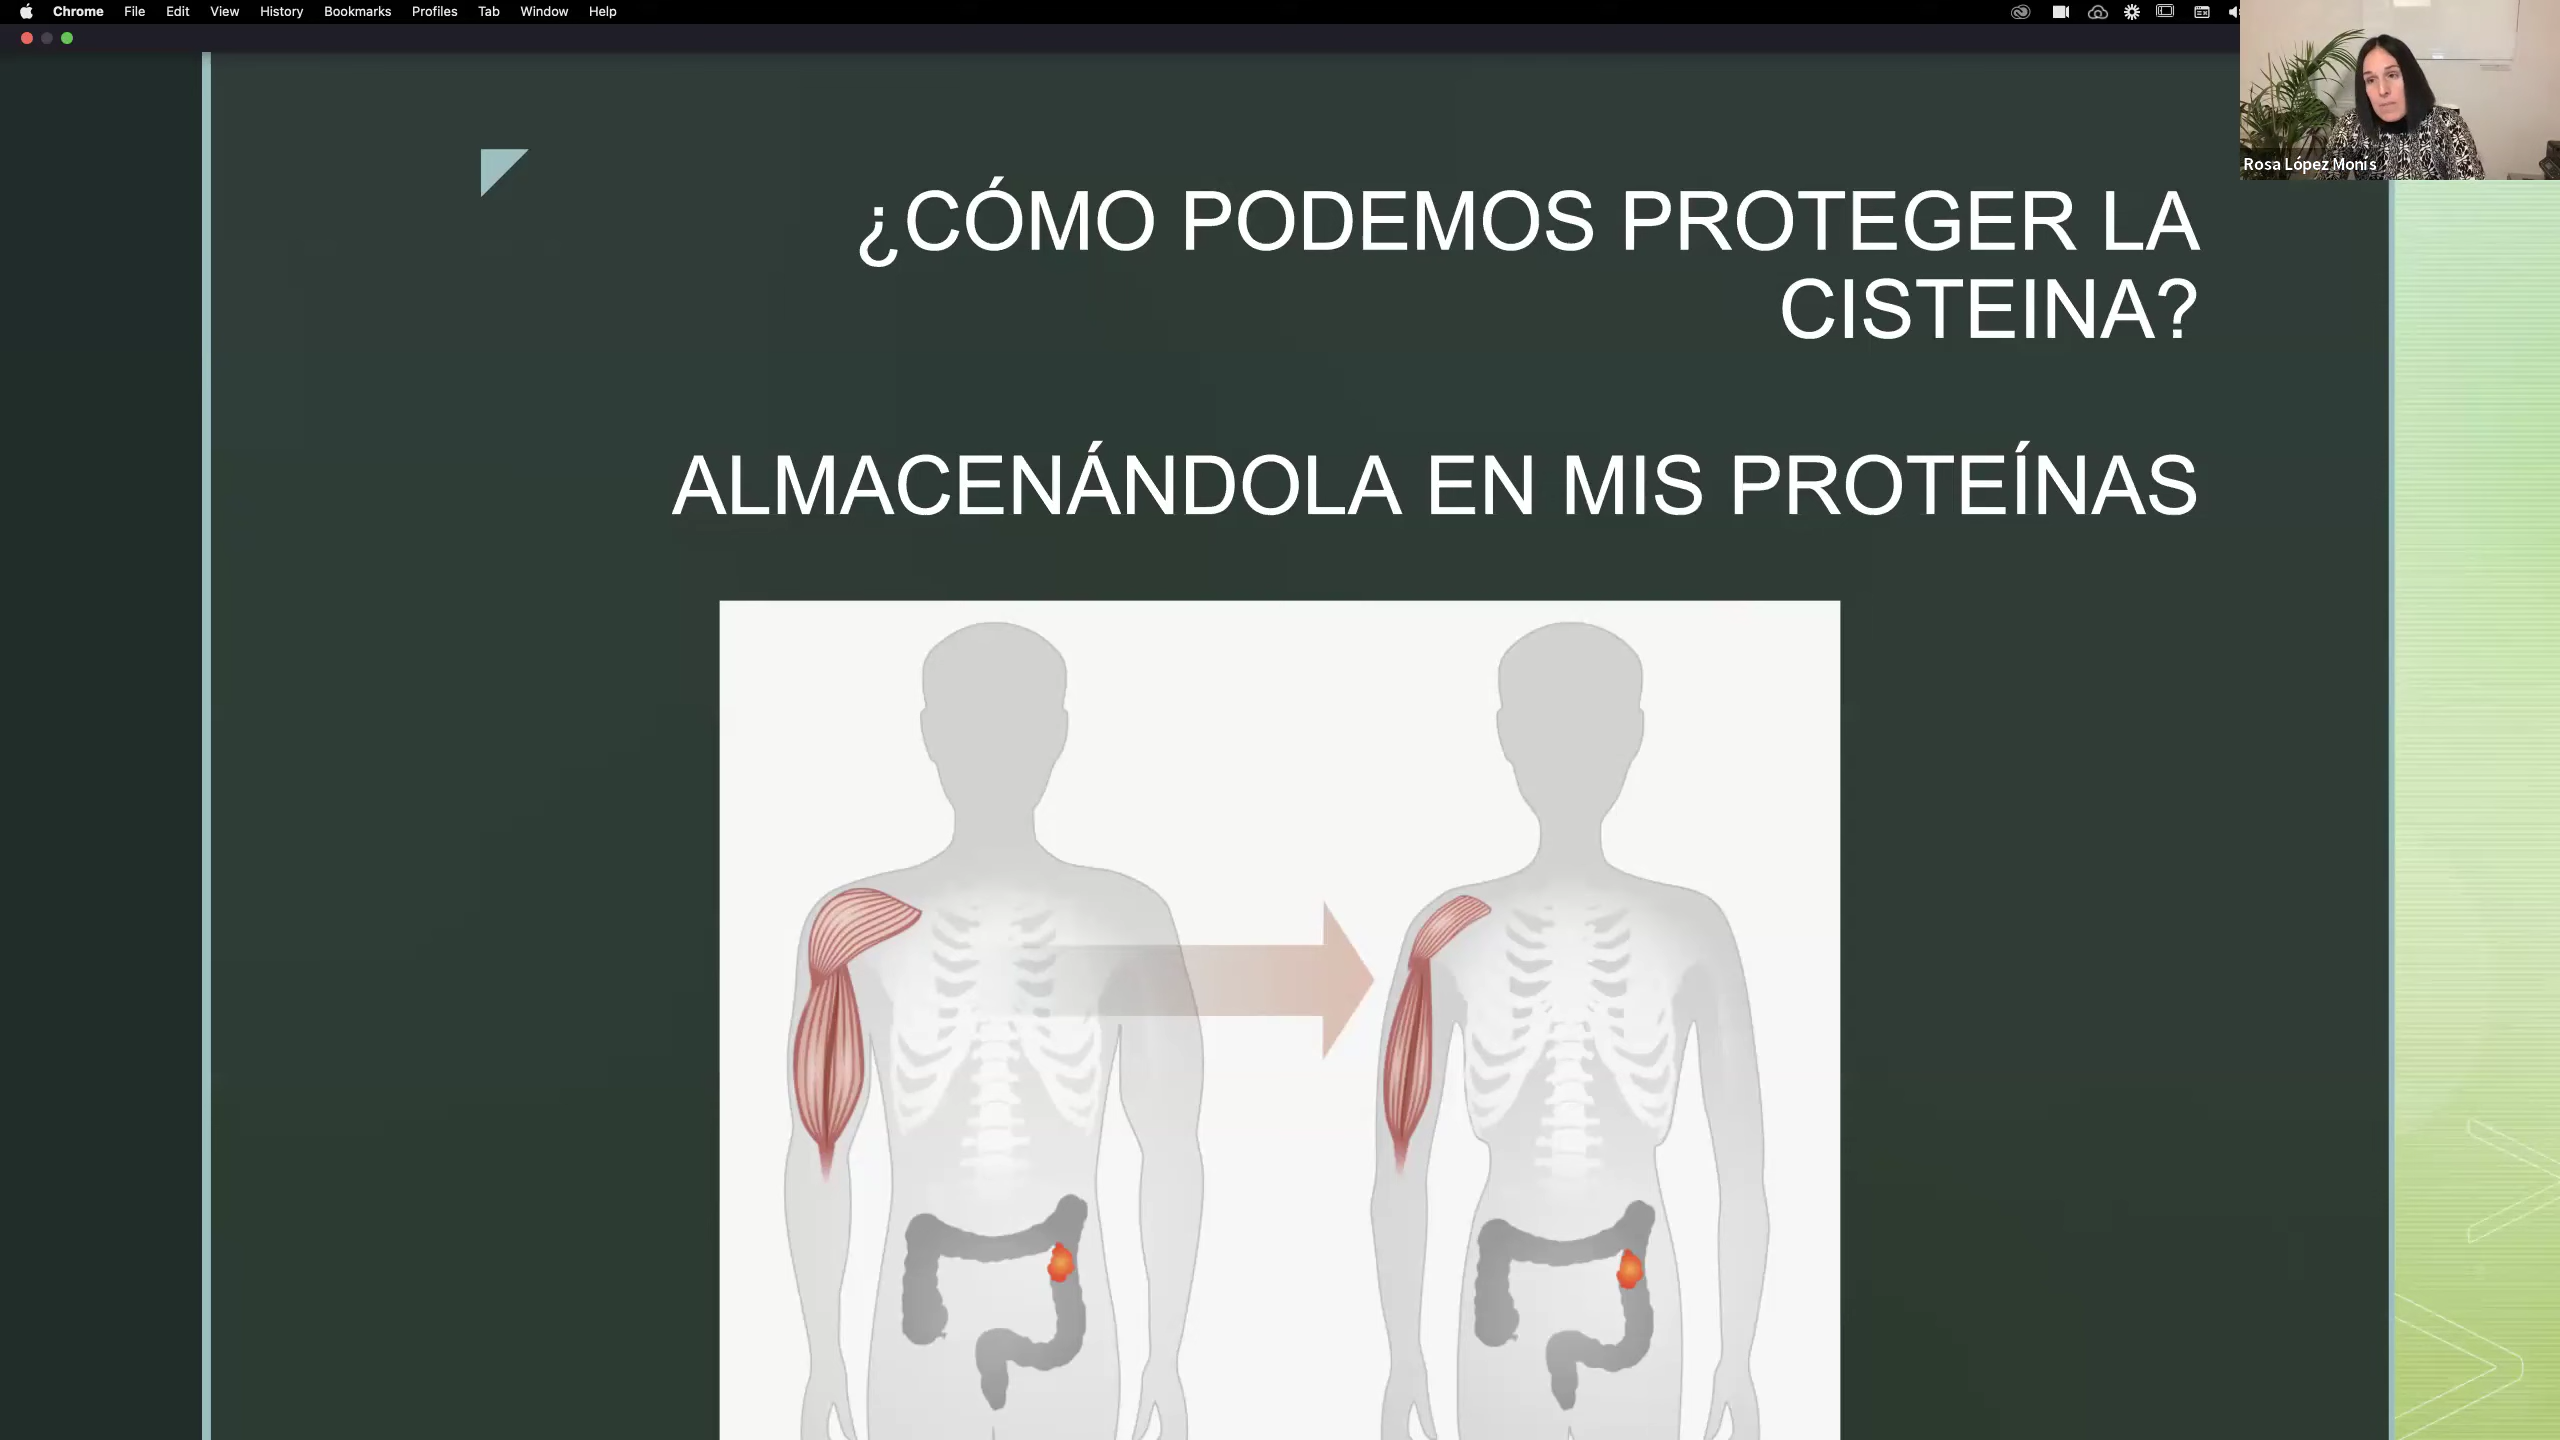 Chrome File Edit View History Bookmarks Profiles Tab Window Help
Rosa López Monís
¿CÓMO PODEMOS PROTEGER LA
CISTEINA?
ALMACENÁNDOLA EN MIS PROTEÍNAS